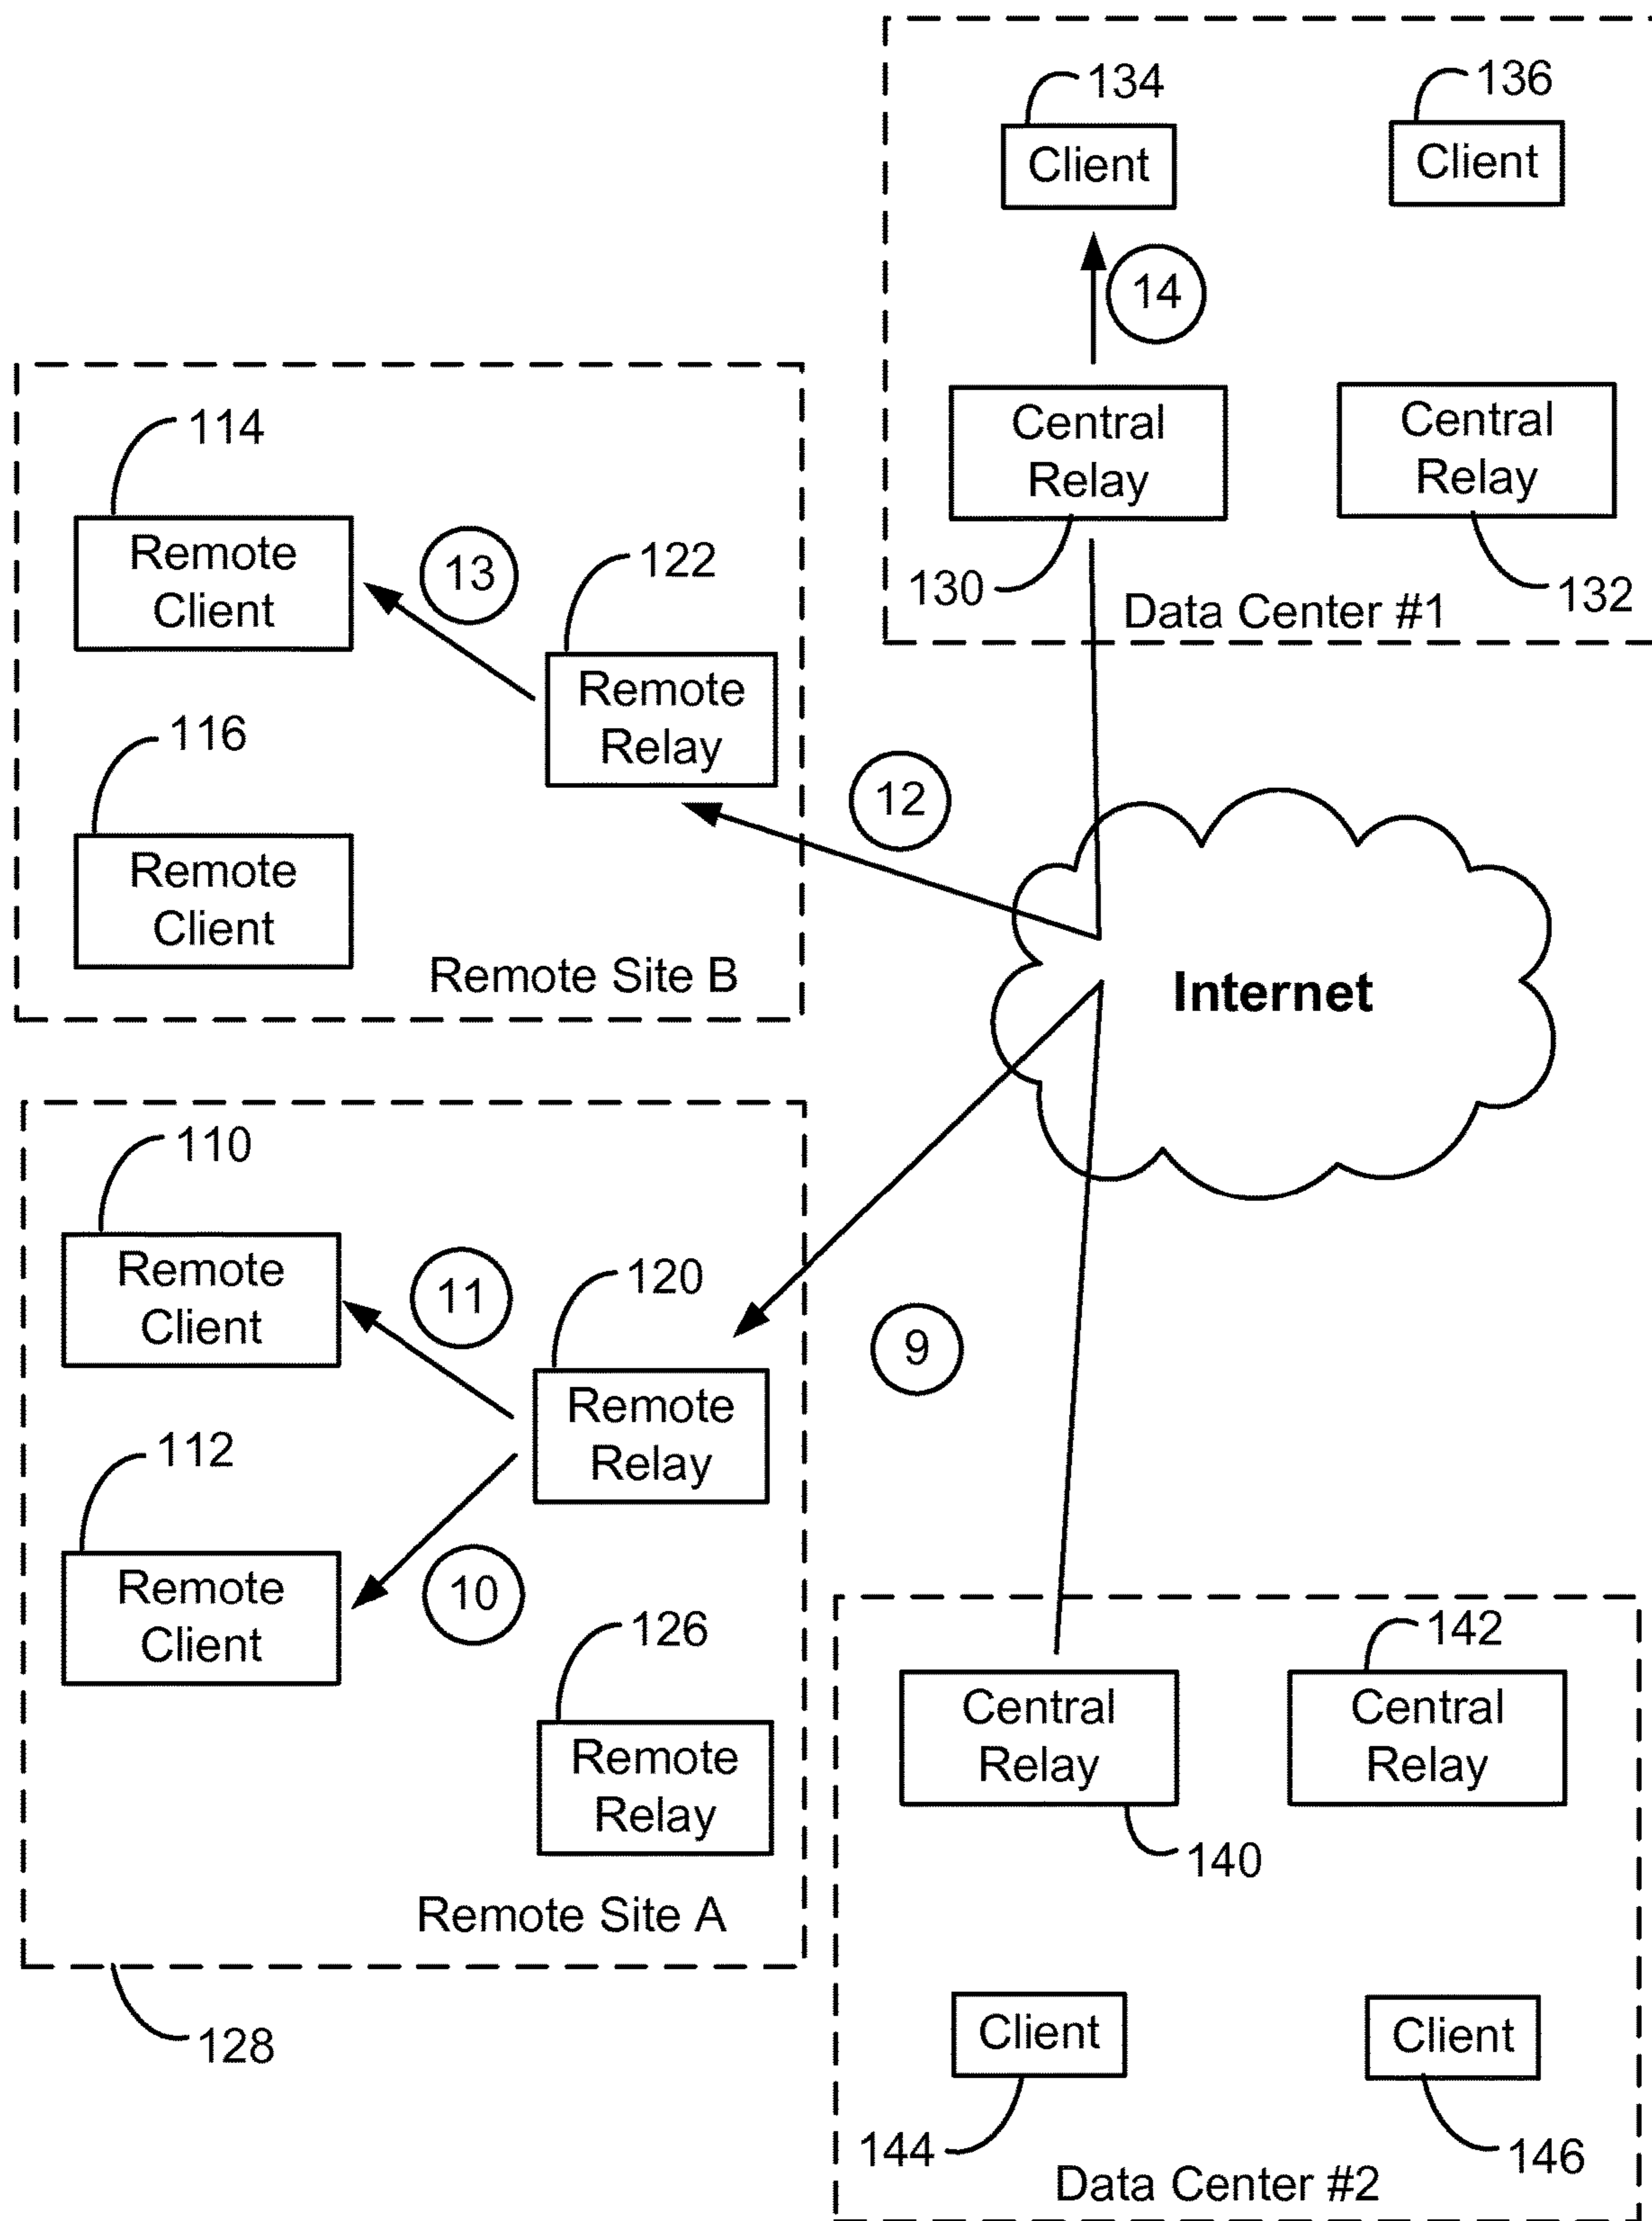 134
136
Client
Client
14
114
Central
Relay
Central
Relay
Remote
Client
13
122
130
132
Data Center #1
Remote
Relay
116
12
Remote
Client
Remote Site B
Internet
110
Remote
Client
11
120
9
Remote
Relay
112
Remote
Client
10
126
142
Remote
Relay
Central
Relay
Central
Relay
140
Remote Site A
128
Client
Client
144
146
Data Center #2